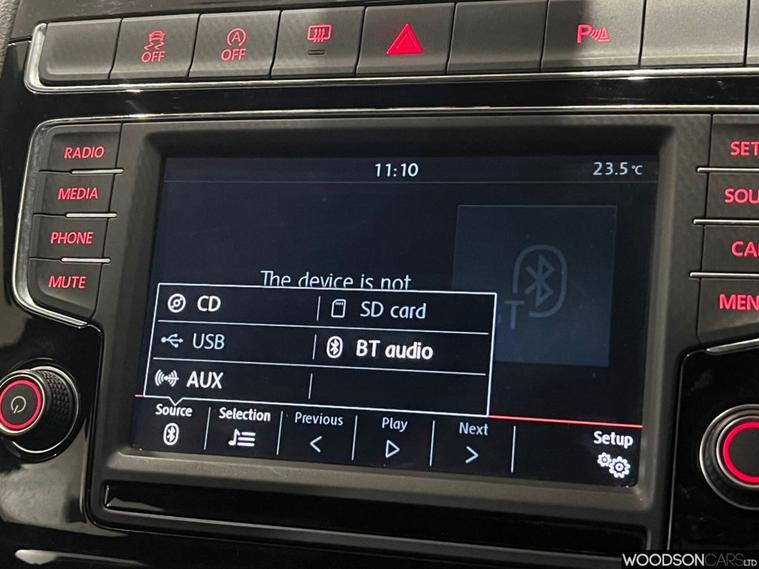 OFF
A
OFF
P
RADIO
MEDIA
PHONE
MUTE
11:10
23.5°C
The device is not
CD
SD card
USB
BT audio
AUX
Source
Selection
Previous
Play
Next
Setup
WOODSONCARS LTD